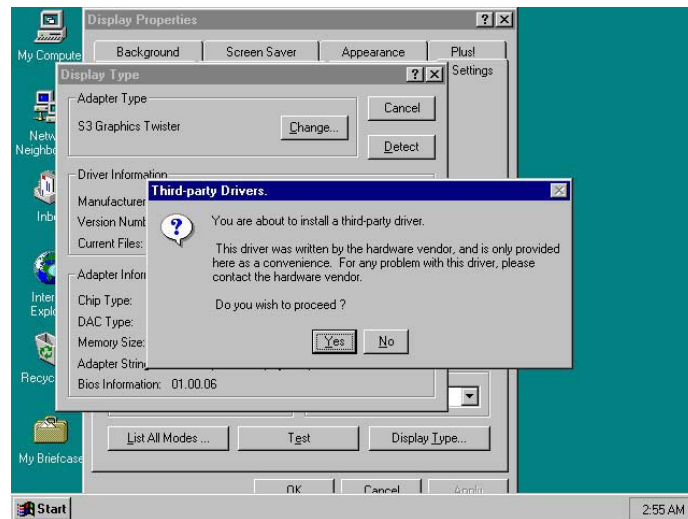 Display Properties
Background
Screen Saver
Appearance
Plus!
Settings
My Compute
Display Type
Adapter Type
S3 Graphics Twister
Change...
Cancel
Detect
Netw
Neighbo
Driver Information
Manufacturer
Version Numb
Current Files:
Third-party Drivers.
You are about to install a third-party driver.
This driver was written by the hardware vendor, and is only provided
here as a convenience. For any problem with this driver, please
contact the hardware vendor.
Do you wish to proceed ?
Yes
No
Inb
Adapter Inforr
Chip Type:
DAC Type:
Memory Size:
Adapter String
Bios Information: 01.00.06
Inter
Explo
Recyc
List All Modes ...
Test
Display Type...
My Briefcase
OK
Cancel
Apply
Start
2:55 AM